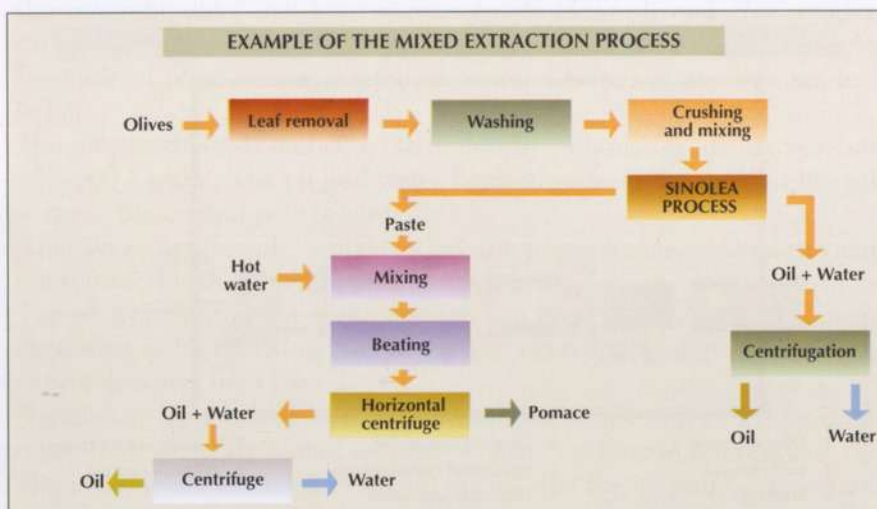 EXAMPLE OF THE MIXED EXTRACTION PROCESS
Olives
Leaf removal
Washing
Crushing
and mixing
SINOLEA
PROCESS
Paste
Hot
water
Mixing
Oil + Water
Beating
Centrifugation
Oil + Water
Horizontal
centrifuge
Pomace
Oil
Water
Oil
Centrifuge
Water